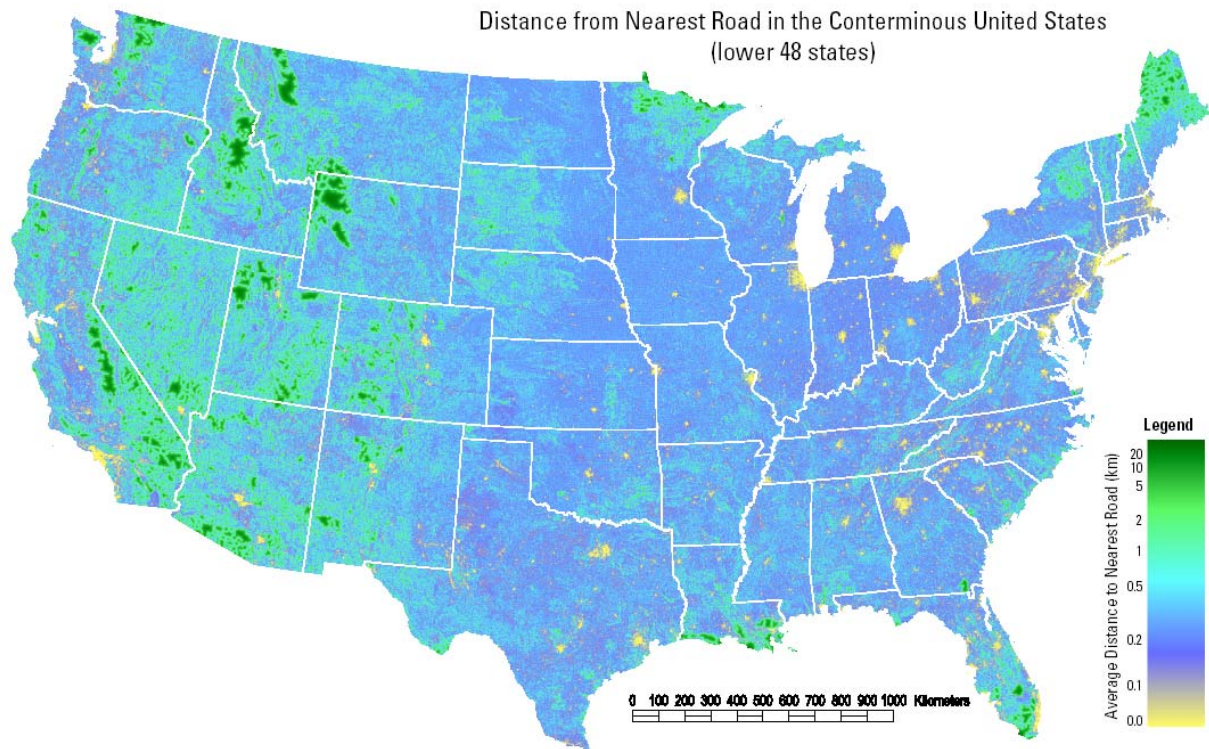 Distance from Nearest Road in the Conterminous United States
(lower 48 states)
Legend
Average Distance to Nearest Road (km)
20
10
5
2
1
0.5
0.2
0.1
0.0
0 100 200 300 400 500 600 700 800 900 1000 Kilometers